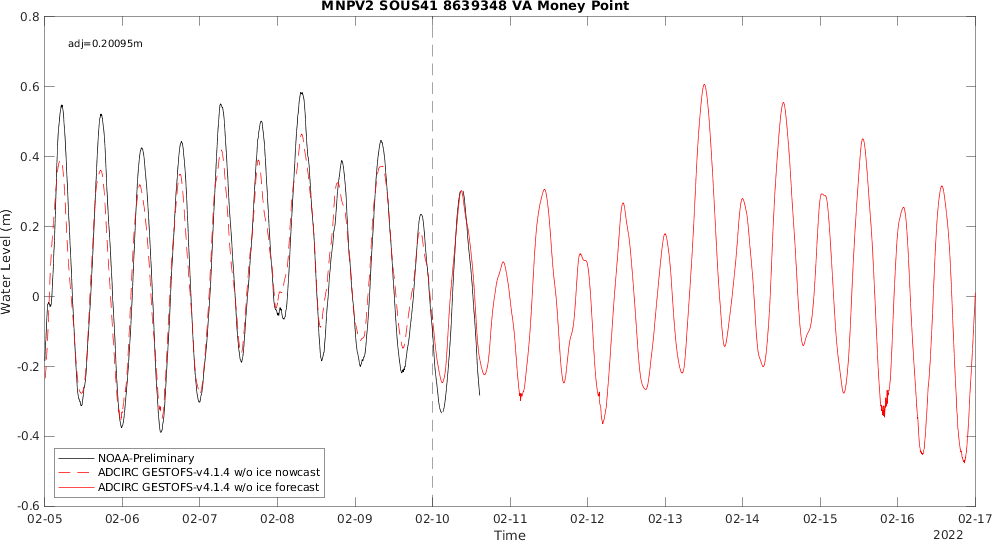 MNPV2 SOUS41 8639348 VA Money Point
adj=0.20095m
0.8
0.6
0.4
0.2
0
-0.2
-0.4
-0.6
Water Level (m)
NOAA-Preliminary
ADCIRC GESTOFS-v4.1.4 w/o ice nowcast
ADCIRC GESTOFS-v4.1.4 w/o ice forecast
02-05 02-06 02-07 02-08 02-09 02-10 02-11 02-12 02-13 02-14 02-15 02-16 02-17
Time
2022